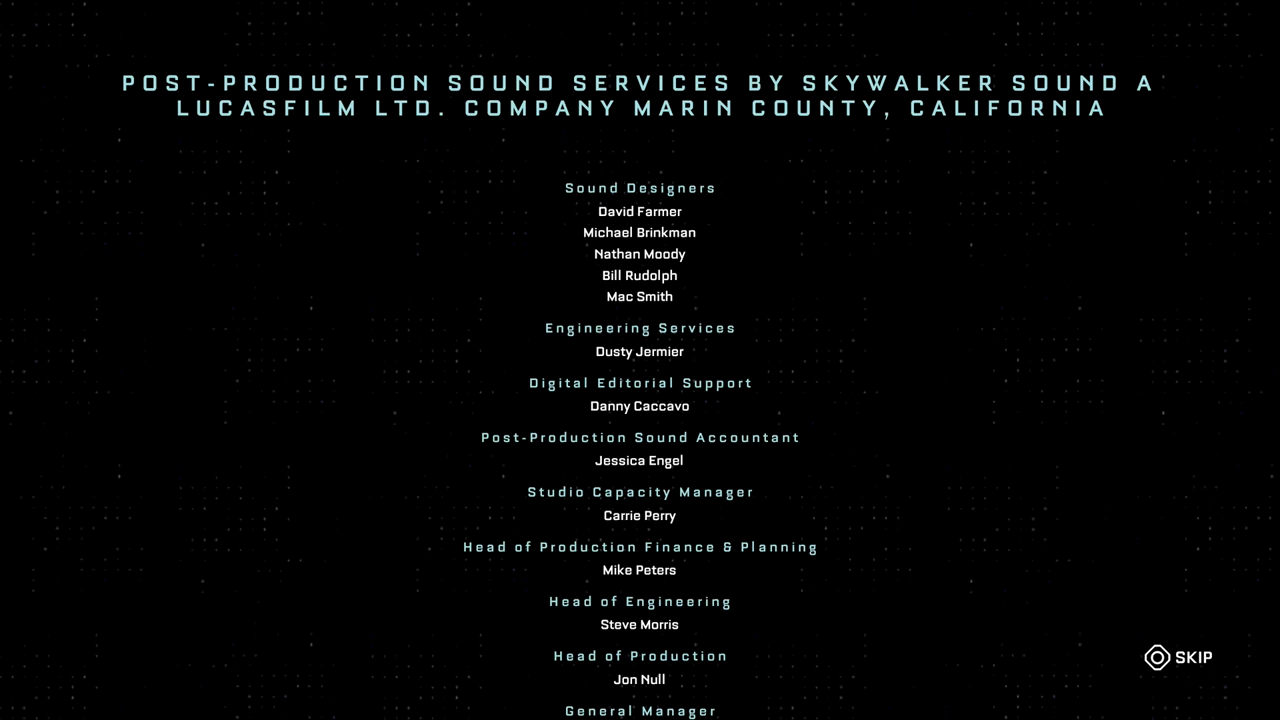 POST-PRODUCTION SOUND SERVICES BY SKYWALKER SOUND A
LUCASFILM LTD. COMPANY MARIN COUNTY, CALIFORNIA
Sound Designers
David Farmer
Michael Brinkman
Nathan Moody
Bill Rudolph
Mac Smith
Engineering Services
Dusty Jermier
Digital Editorial Support
Danny Caccavo
Post-Production Sound Accountant
Jessica Engel
Studio Capacity Manager
Carrie Perry
Head of Production Finance & Planning
Mike Peters
Head of Engineering
Steve Morris
Head of Production
Jon Null
SKIP
General Manager